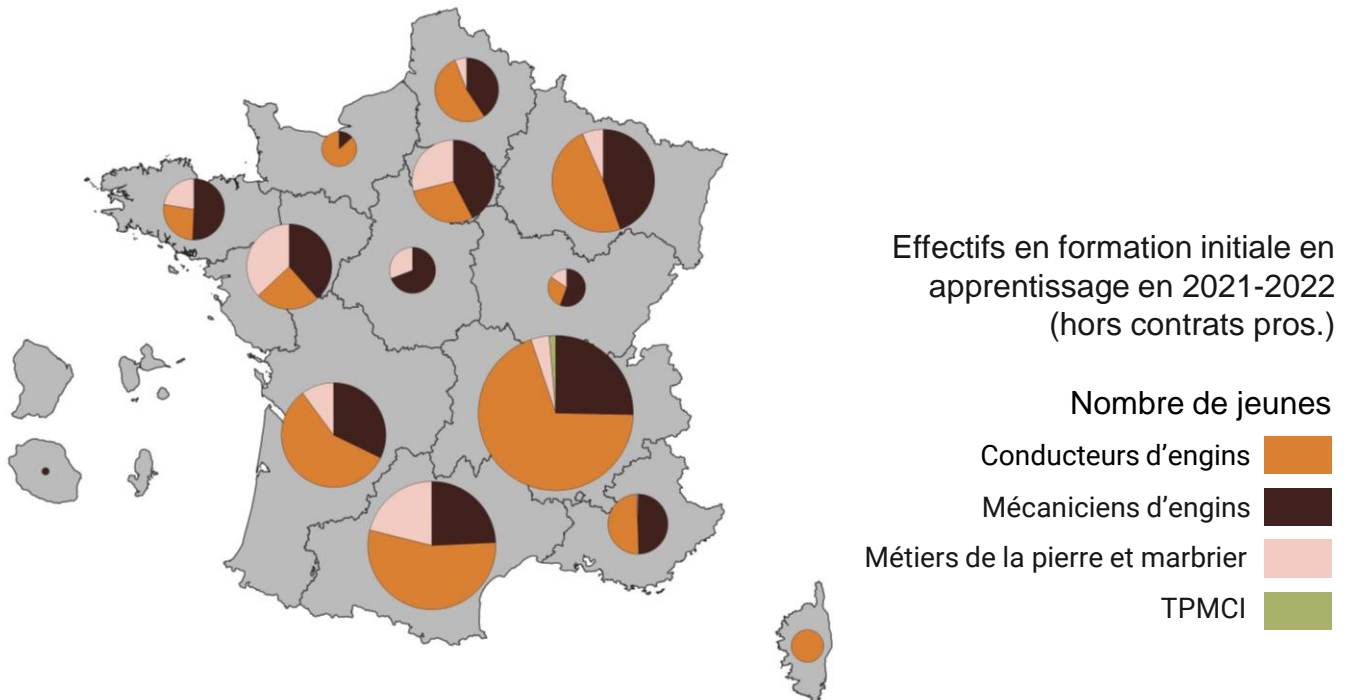 Effectifs en formation initiale en
apprentissage en 2021-2022
(hors contrats pros.)
Nombre de jeunes
Conducteurs d’engins
Mécaniciens d’engins
Métiers de la pierre et marbrier
TPMCI